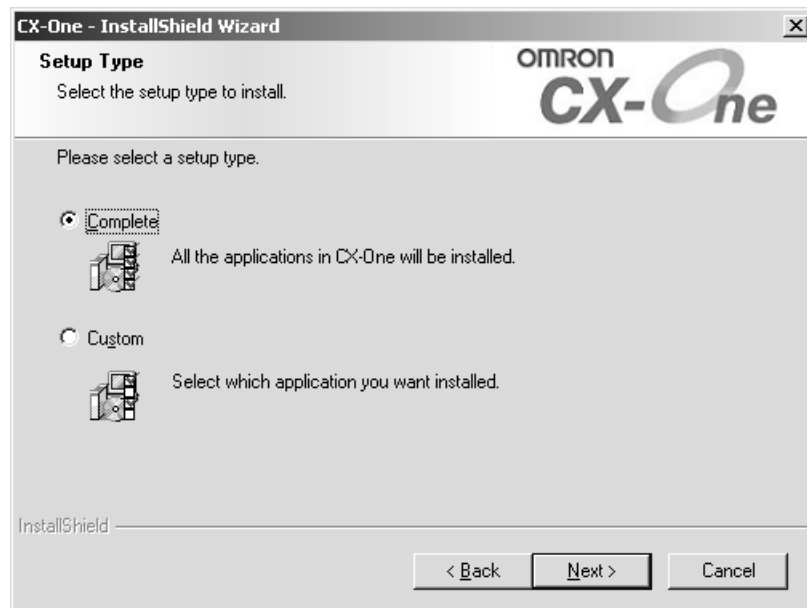 CX-One - InstallShield Wizard
Setup Type
Select the setup type to install.
OMRON
CX-One
Please select a setup type.
Complete
All the applications in CX-One will be installed.
Custom
Select which application you want installed.
InstallShield
< Back
Next >
Cancel